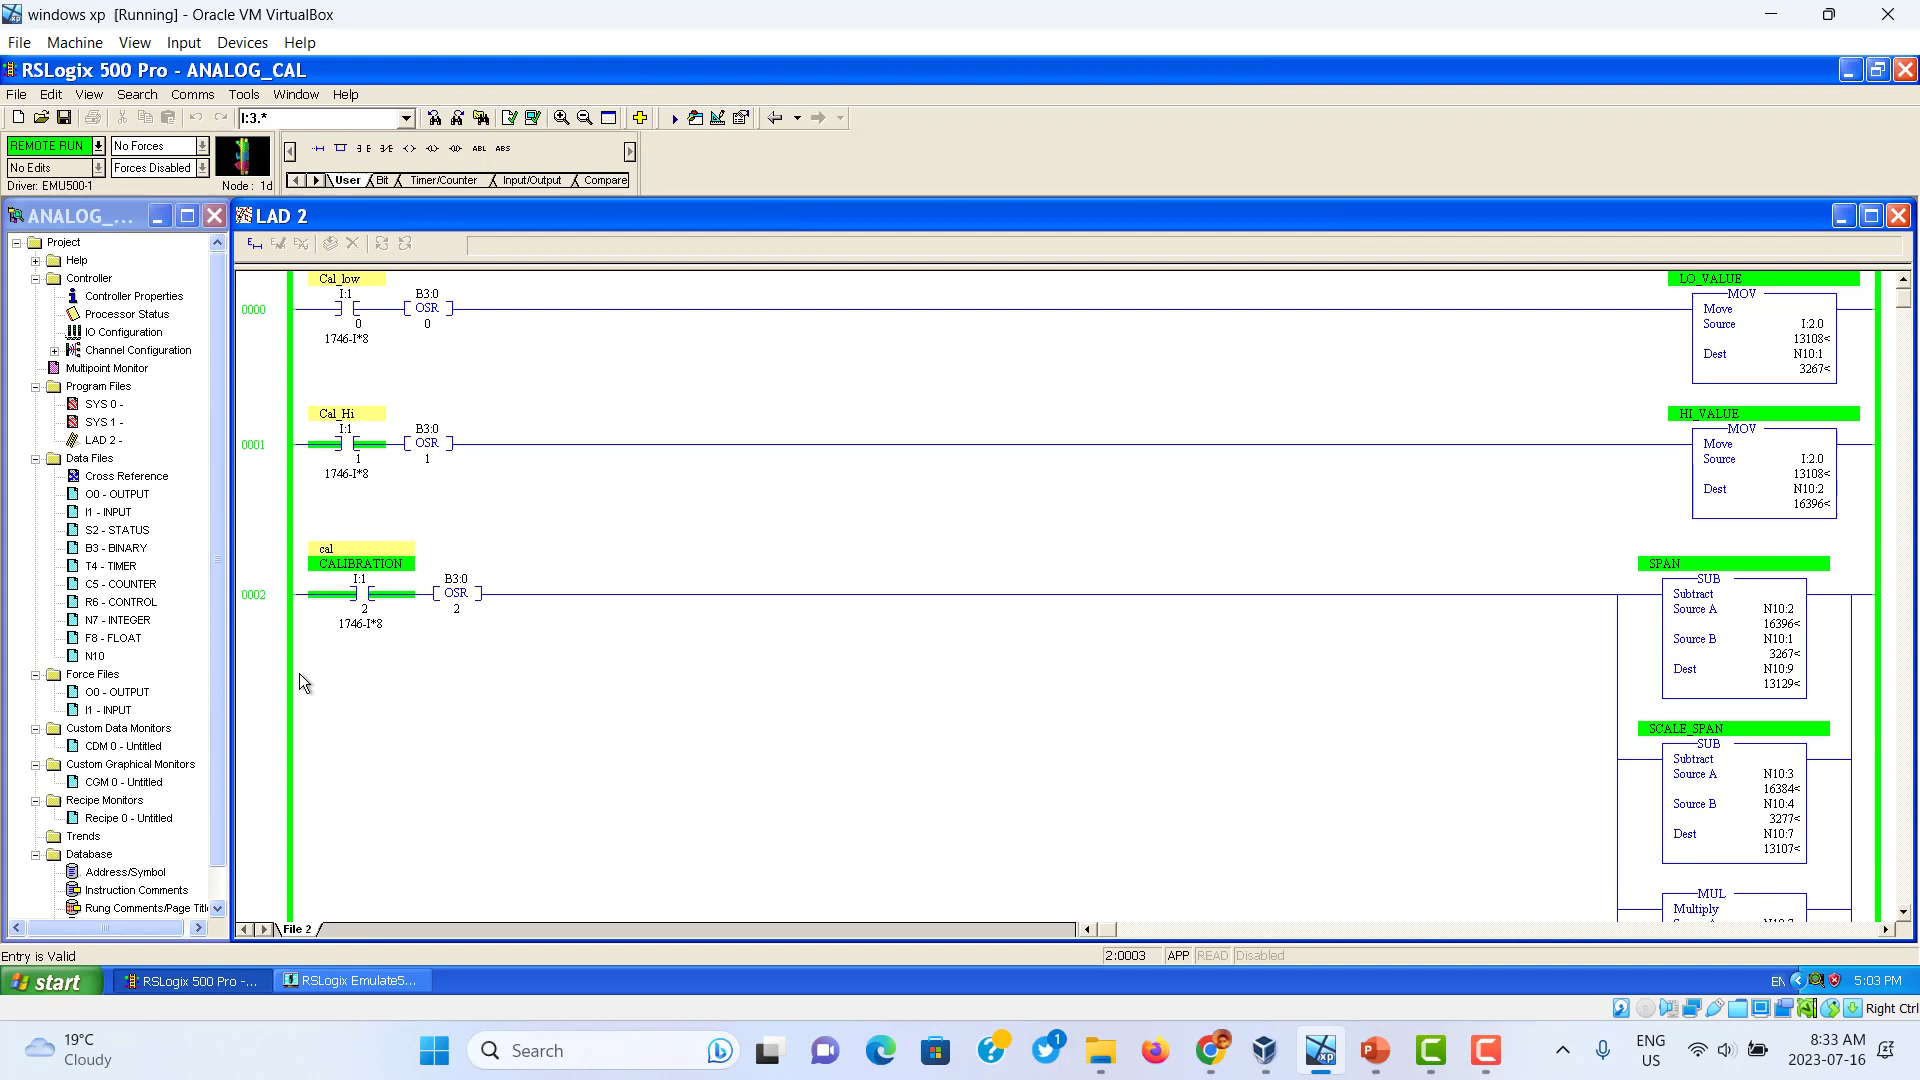 windows xp [Running] - Oracle VM VirtualBox
File Machine View Input Devices Help
RSLogix 500 Pro - ANALOG_CAL
File Edit View Search Comms Tools Window Help
I:3.*
REMOTE RUN No Forces
No Edits Forces Disabled
Driver: EMU500-1 Node : 1d
ABL ABS
User Bit Timer/Counter Input/Output Compare
ANALOG_...
LAD 2
Project
Help
Controller
Controller Properties
Processor Status
IO Configuration
Channel Configuration
Multipoint Monitor
Program Files
SYS 0 -
SYS 1 -
LAD 2 -
Data Files
Cross Reference
O0 - OUTPUT
I1 - INPUT
S2 - STATUS
B3 - BINARY
T4 - TIMER
C5 - COUNTER
R6 - CONTROL
N7 - INTEGER
F8 - FLOAT
N10
Force Files
O0 - OUTPUT
I1 - INPUT
Custom Data Monitors
CDM 0 - Untitled
Custom Graphical Monitors
CGM 0 - Untitled
Recipe Monitors
Recipe 0 - Untitled
Trends
Database
Address/Symbol
Instruction Comments
Rung Comments/Page Title
Cal_low
I:1 B3:0
0000 OSR
0 0
1746-I*8
LO_VALUE
MOV
Move
Source I:2.0
13108<
Dest N10:1
3267<
Cal_Hi
I:1 B3:0
0001 OSR
1 1
1746-I*8
HI_VALUE
MOV
Move
Source I:2.0
13108<
Dest N10:2
16396<
cal
CALIBRATION
I:1 B3:0
0002 OSR
2 2
1746-I*8
SPAN
SUB
Subtract
Source A N10:2
16396<
Source B N10:1
3267<
Dest N10:9
13129<
SCALE_SPAN
SUB
Subtract
Source A N10:3
16384<
Source B N10:4
3277<
Dest N10:7
13107<
MUL
Multiply
File 2
Entry is Valid
2:0003 APP READ Disabled
start RSLogix 500 Pro -... RSLogix Emulate5...
EN 5:03 PM
Right Ctrl
19°C
Cloudy
Search
1
ENG
US
8:33 AM
2023-07-16